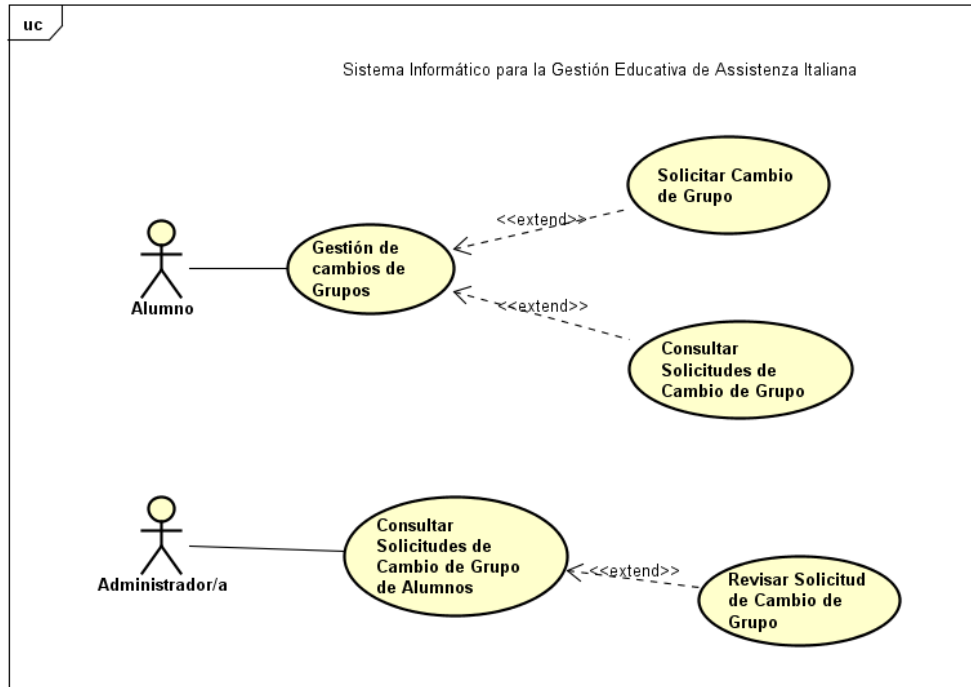 uc
Sistema Informático para la Gestión Educativa de Assistenza Italiana
Solicitar Cambio
de Grupo
<<extend>>
Gestión de
cambios de
Grupos
Alumno
<<extend>>
Consultar
Solicitudes de
Cambio de Grupo
Consultar
Solicitudes de
Cambio de Grupo
de Alumnos
Administrador/a
<<extend>>
Revisar Solicitud
de Cambio de
Grupo